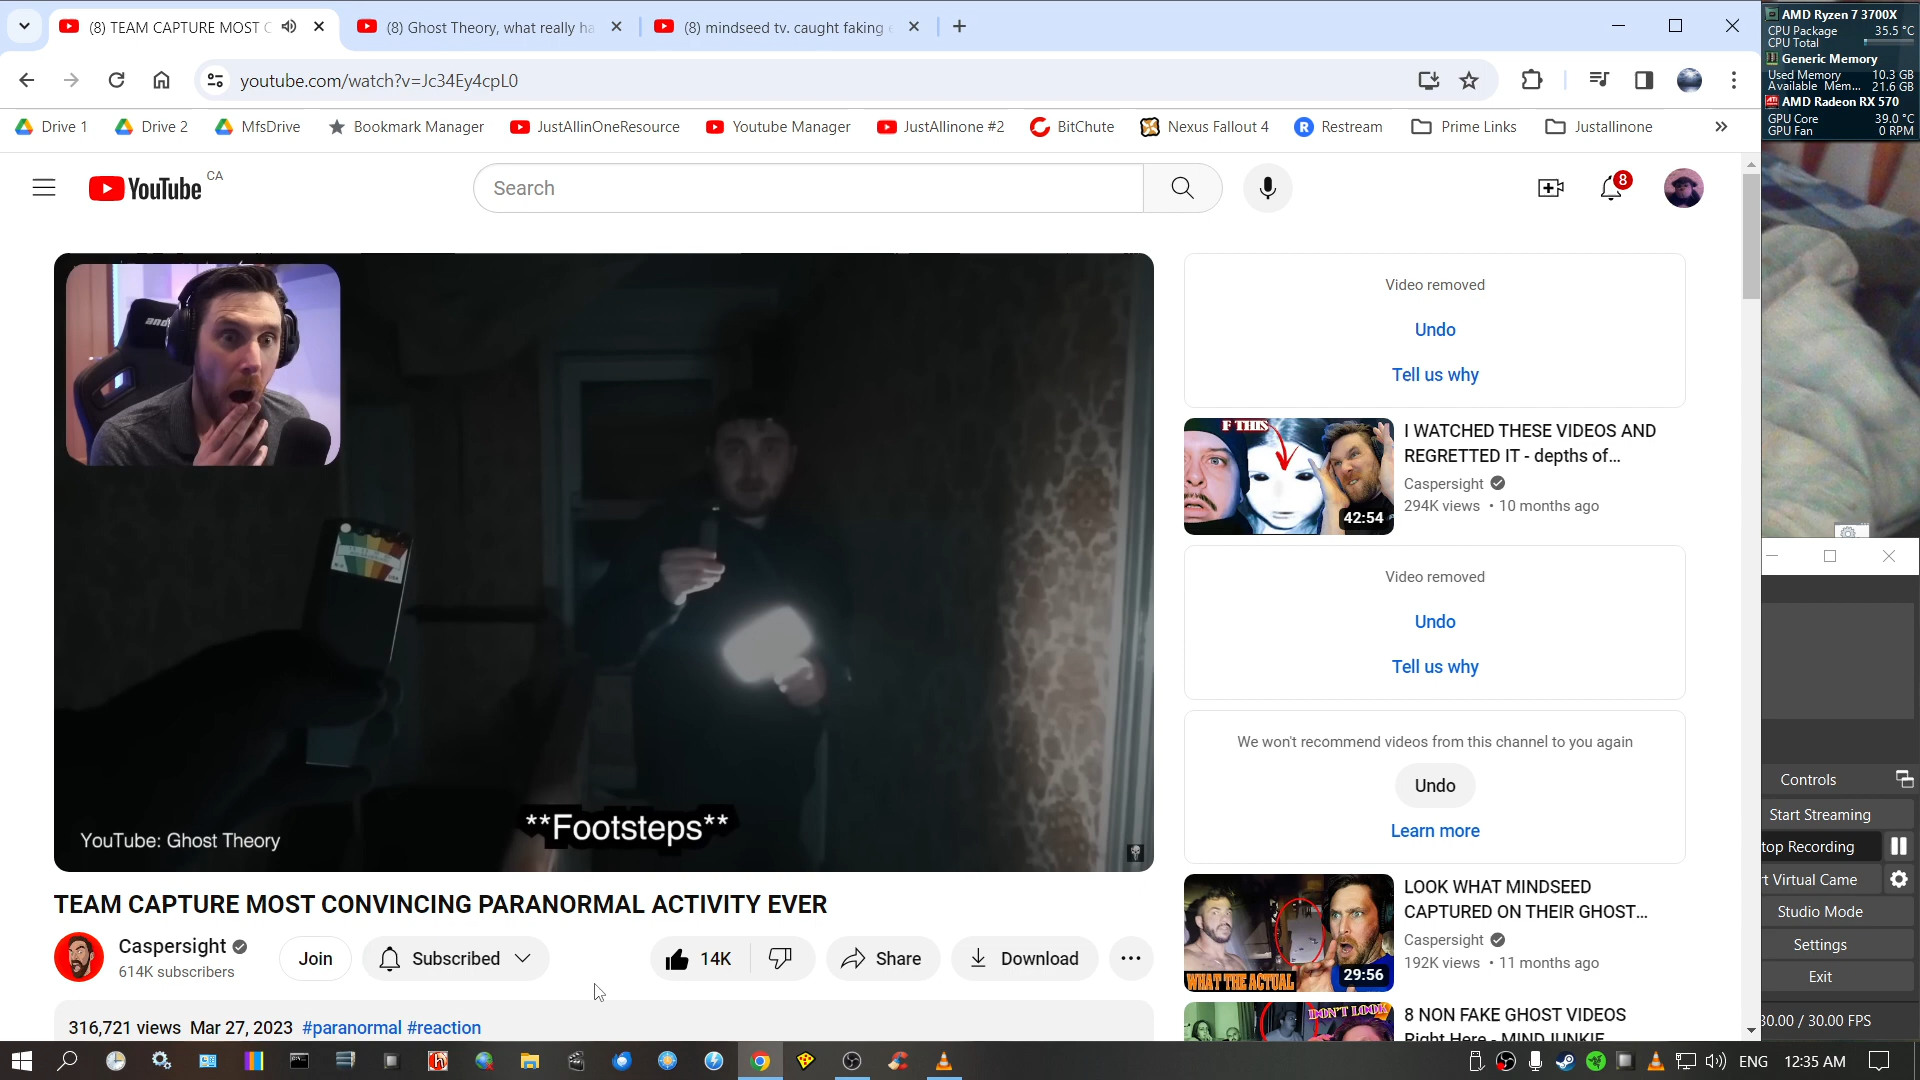 (8) TEAM CAPTURE MOST C
(8) Ghost Theory, what really ha
(8) mindseed tv. caught faking e
youtube.com/watch?v=Jc34Ey4cpL0
Drive 1
Drive 2
MfsDrive
Bookmark Manager
JustAllinOneResource
Youtube Manager
JustAllinone #2
BitChute
Nexus Fallout 4
Restream
Prime Links
Justallinone
AMD Ryzen 7 3700X
CPU Package 35.5 °C
CPU Total
Generic Memory
Used Memory 10.3 GB
Available Mem... 21.6 GB
AMD Radeon RX 570
GPU Core 39.0 °C
GPU Fan 0 RPM
YouTube CA
Search
8
**Footsteps**
YouTube: Ghost Theory
TEAM CAPTURE MOST CONVINCING PARANORMAL ACTIVITY EVER
Caspersight
614K subscribers
Join
Subscribed
14K
Share
Download
316,721 views Mar 27, 2023 #paranormal #reaction
Video removed
Undo
Tell us why
F THIS
42:54
I WATCHED THESE VIDEOS AND
REGRETTED IT - depths of...
Caspersight
294K views • 10 months ago
Video removed
Undo
Tell us why
We won't recommend videos from this channel to you again
Undo
Learn more
WHAT THE ACTUAL
29:56
LOOK WHAT MINDSEED
CAPTURED ON THEIR GHOST...
Caspersight
192K views • 11 months ago
DON'T LOOK
8 NON FAKE GHOST VIDEOS
Right Here - MIND JUNKIE
Controls
Start Streaming
top Recording
t Virtual Came
Studio Mode
Settings
Exit
30.00 / 30.00 FPS
ENG
12:35 AM